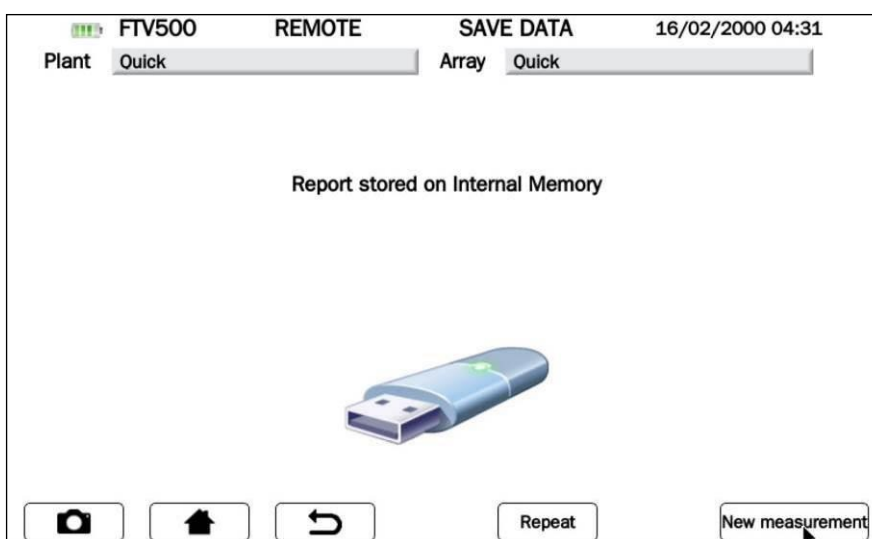 FTV500 REMOTE SAVE DATA 16/02/2000 04:31
Plant Quick Array Quick
Report stored on Internal Memory
Repeat New measurement